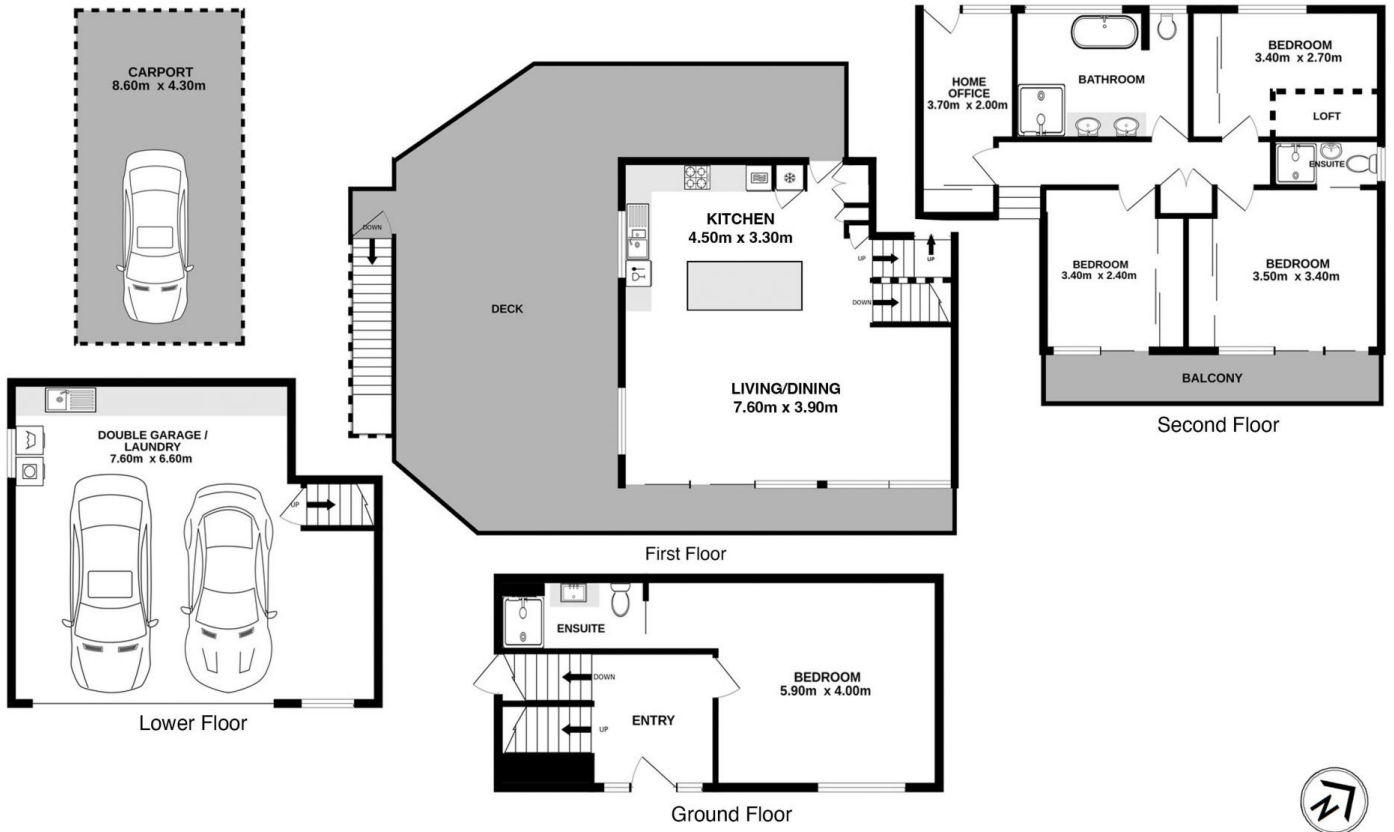 CARPORT
8.60m x 4.30m
DOUBLE GARAGE /
LAUNDRY
7.60m x 6.60m
UP
Lower Floor
DOWN
DECK
KITCHEN
4.50m x 3.30m
UP
UP
DOWN
LIVING/DINING
7.60m x 3.90m
First Floor
ENSUITE
DOWN
UP
ENTRY
BEDROOM
5.90m x 4.00m
Ground Floor
HOME
OFFICE
3.70m x 2.00m
BATHROOM
BEDROOM
3.40m x 2.70m
LOFT
ENSUITE
BEDROOM
3.40m x 2.40m
BEDROOM
3.50m x 3.40m
BALCONY
Second Floor
N